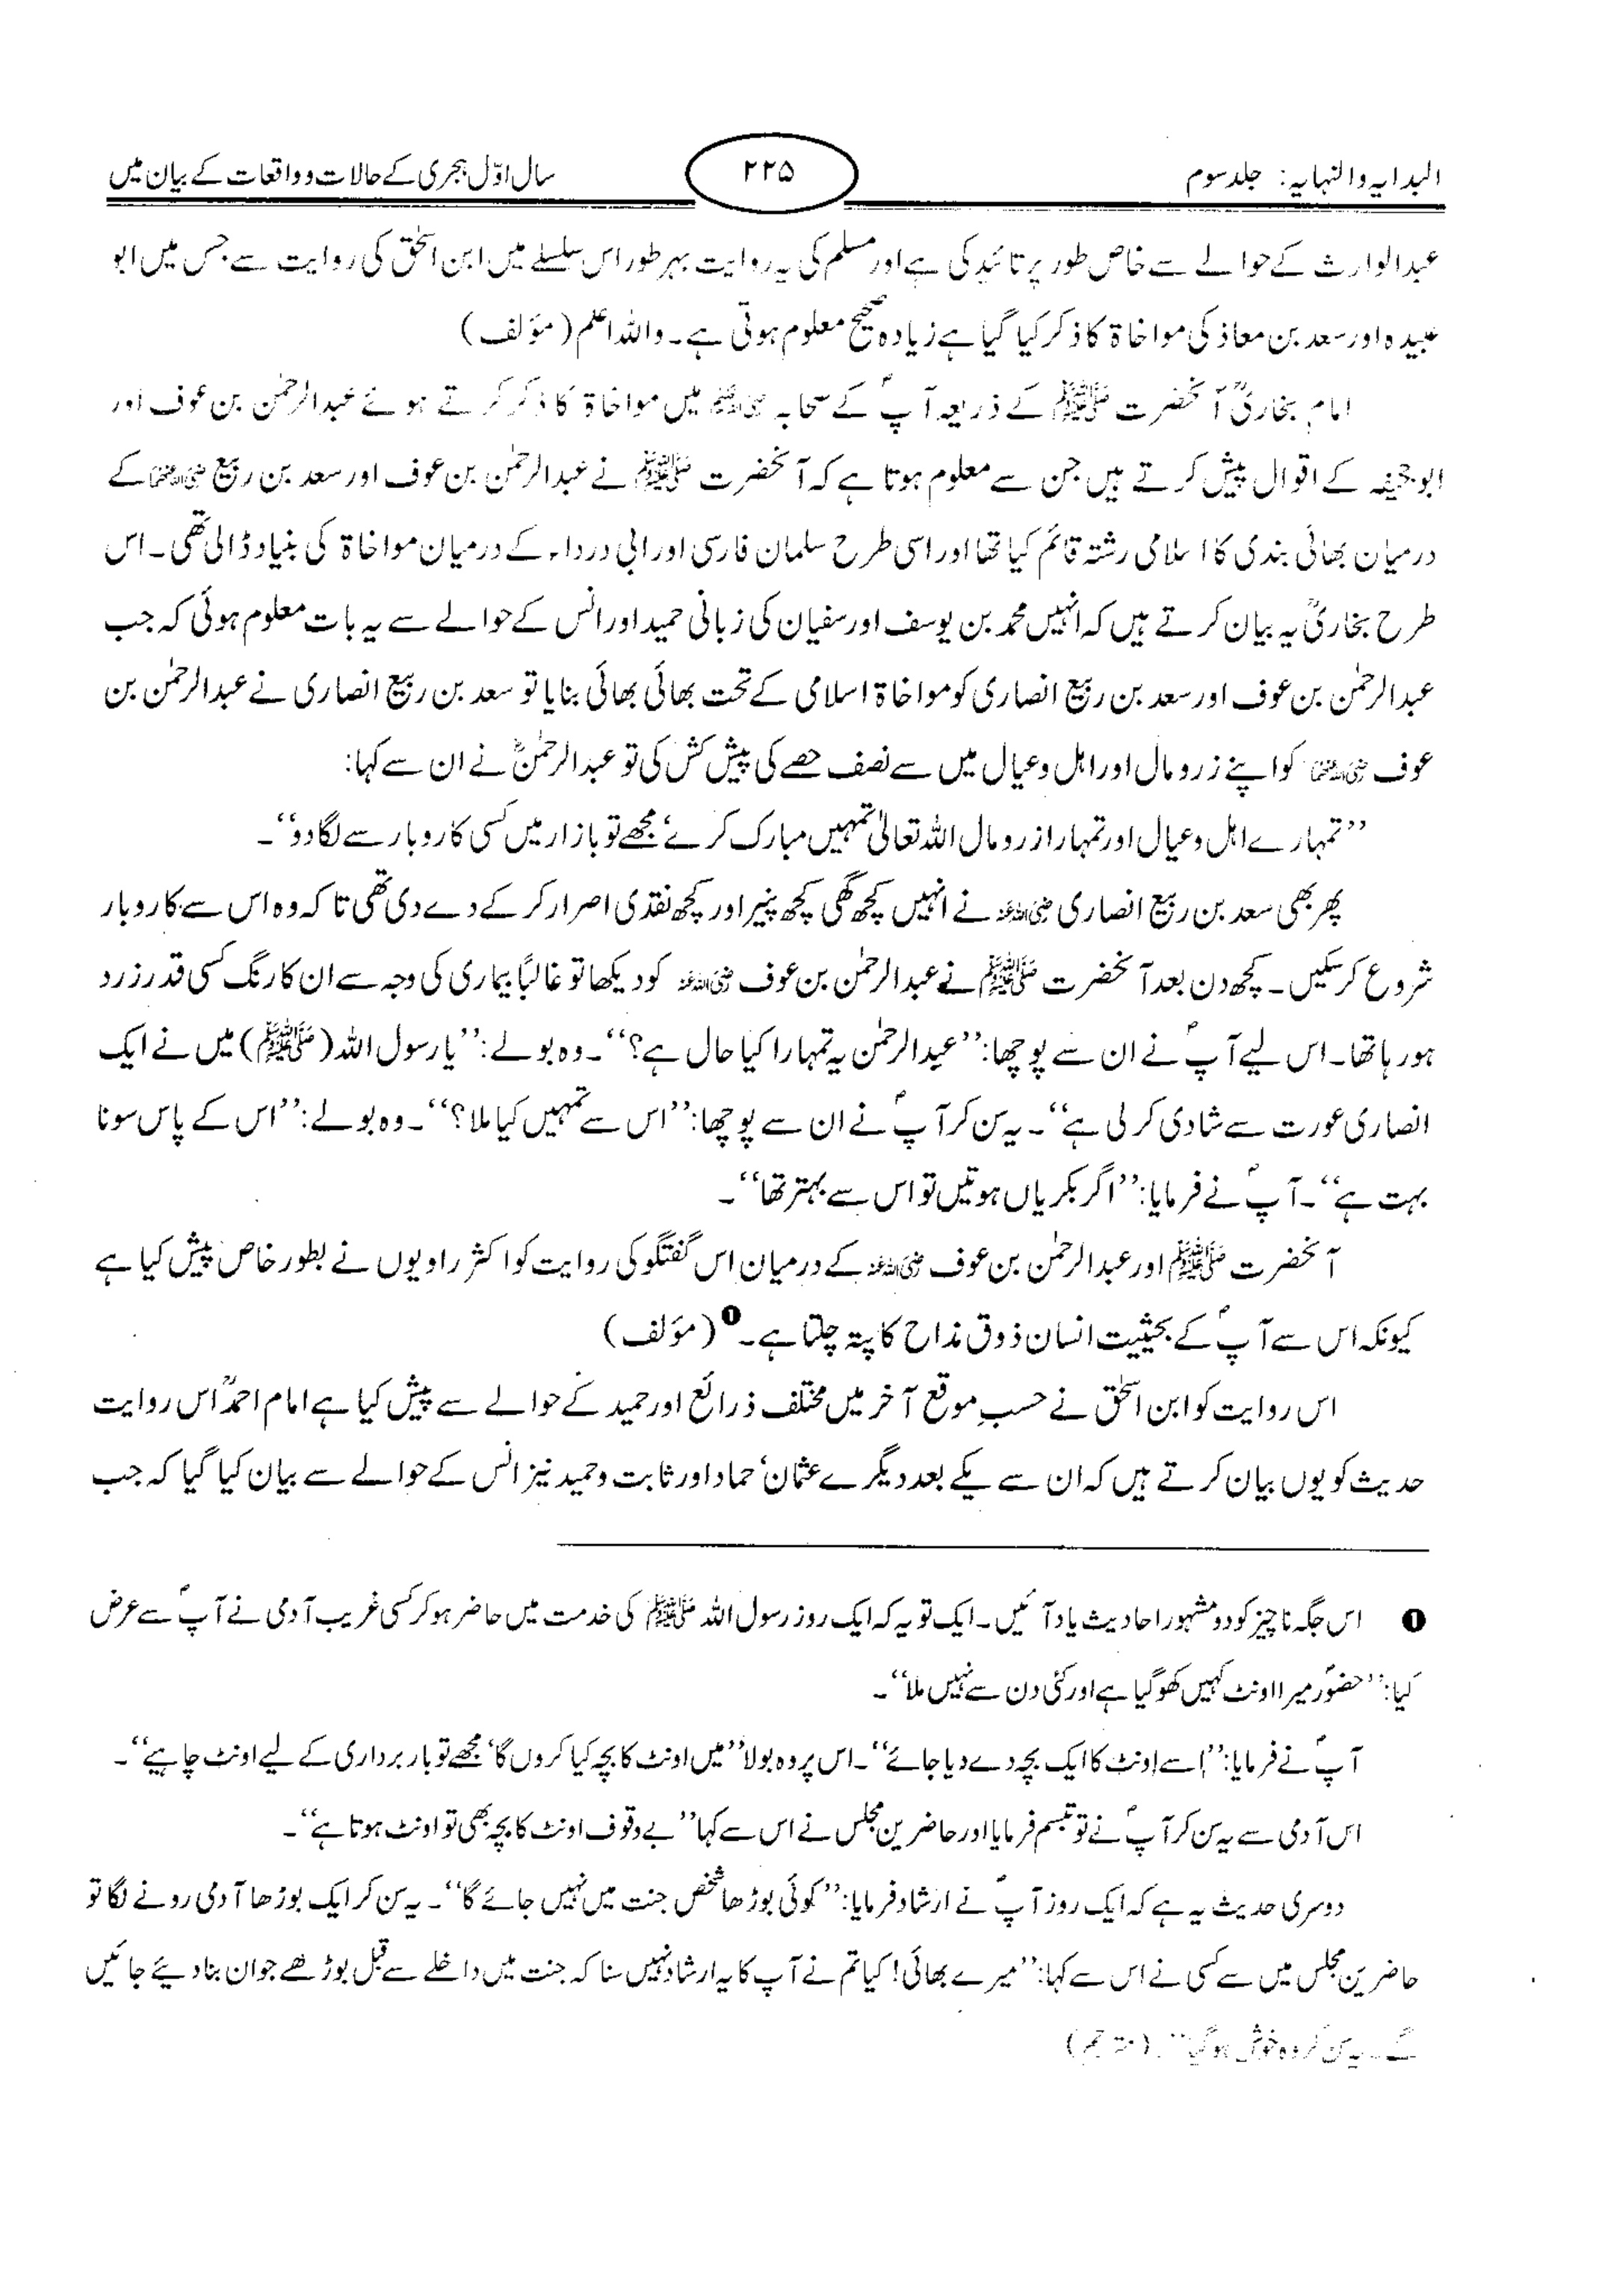 البدایہ والنہایہ: جلد سوم
۲۲۵
سال اوّل ہجری کے حالات و واقعات کے بیان میں
عبدالوارث کے حوالے سے خاص طور پر تائید کی ہے اور مسلم کی یہ روایت بہر طور اس سلسلے میں ابن اسحٰق کی روایت سے جس میں ابو
عبیدہ اور سعد بن معاذ کی مواخاۃ کا ذکر کیا گیا ہے زیادہ صحیح معلوم ہوتی ہے۔ واللہ اعلم (مؤلف)
امام بخاریؒ آنحضرت ﷺ کے ذریعہ آپؐ کے صحابہ رضی اللہ عنہم میں مواخاۃ کا ذکر کرتے ہوئے عبدالرحمٰن بن عوف اور
ابو جحیفہ کے اقوال پیش کرتے ہیں جن سے معلوم ہوتا ہے کہ آنحضرت ﷺ نے عبدالرحمٰن بن عوف اور سعد بن ربیع رضی اللہ عنہما کے
درمیان بھائی بندی کا اسلامی رشتہ قائم کیا تھا اور اسی طرح سلمان فارسی اور ابی درداء کے درمیان مواخاۃ کی بنیاد ڈالی تھی۔ اس
طرح بخاریؒ یہ بیان کرتے ہیں کہ انہیں محمد بن یوسف اور سفیان کی زبانی حمید اور انس کے حوالے سے یہ بات معلوم ہوئی کہ جب
عبدالرحمٰن بن عوف اور سعد بن ربیع انصاری کو مواخاۃ اسلامی کے تحت بھائی بھائی بنایا تو سعد بن ربیع انصاری نے عبدالرحمٰن بن
عوف رضی اللہ عنہما کو اپنے زر و مال اور اہل و عیال میں سے نصف حصے کی پیش کش کی تو عبدالرحمٰنؓ نے ان سے کہا:
’’تمہارے اہل و عیال اور تمہارا زر و مال اللہ تعالیٰ تمہیں مبارک کرے‘ مجھے تو بازار میں کسی کاروبار سے لگا دو‘‘۔
پھر بھی سعد بن ربیع انصاری رضی اللہ عنہ نے انہیں کچھ گھی کچھ پنیر اور کچھ نقدی اصرار کر کے دے دی تھی تا کہ وہ اس سے کاروبار
شروع کر سکیں۔ کچھ دن بعد آنحضرت ﷺ نے عبدالرحمٰن بن عوف رضی اللہ عنہ کو دیکھا تو غالباً بیماری کی وجہ سے ان کا رنگ کسی قدر زرد
ہو رہا تھا۔ اس لیے آپؐ نے ان سے پوچھا: ’’عبدالرحمٰن یہ تمہارا کیا حال ہے؟‘‘۔ وہ بولے: ’’یا رسول اللہ (ﷺ) میں نے ایک
انصاری عورت سے شادی کر لی ہے‘‘۔ یہ سن کر آپؐ نے ان سے پوچھا: ’’اس سے تمہیں کیا ملا؟‘‘۔ وہ بولے: ’’اس کے پاس سونا
بہت ہے‘‘۔ آپؐ نے فرمایا: ’’اگر بکریاں ہوتیں تو اس سے بہتر تھا‘‘۔
آنحضرت ﷺ اور عبدالرحمٰن بن عوف رضی اللہ عنہ کے درمیان اس گفتگو کی روایت کو اکثر راویوں نے بطور خاص پیش کیا ہے
کیونکہ اس سے آپؐ کے بحیثیت انسان ذوق مذاح کا پتہ چلتا ہے۔❶ (مؤلف)
اس روایت کو ابن اسحٰق نے حسبِ موقع آخر میں مختلف ذرائع اور حمید کے حوالے سے پیش کیا ہے امام احمدؒ اس روایت
حدیث کو یوں بیان کرتے ہیں کہ ان سے یکے بعد دیگرے عثمان‘ حماد اور ثابت و حمید نیز انس کے حوالے سے بیان کیا گیا کہ جب
❶ اس جگہ ناچیز کو دو مشہور احادیث یاد آئیں۔ ایک تو یہ کہ ایک روز رسول اللہ ﷺ کی خدمت میں حاضر ہو کر کسی غریب آدمی نے آپؐ سے عرض
کیا: ’’حضورؐ میرا اونٹ کہیں کھو گیا ہے اور کئی دن سے نہیں ملا‘‘۔
آپؐ نے فرمایا: ’’اسے اونٹ کا ایک بچہ دے دیا جائے‘‘۔ اس پر وہ بولا ’’میں اونٹ کا بچہ کیا کروں گا‘ مجھے تو بار برداری کے لیے اونٹ چاہیے‘‘۔
اس آدمی سے یہ سن کر آپؐ نے تو تبسم فرمایا اور حاضرین مجلس نے اس سے کہا ’’بے وقوف اونٹ کا بچہ بھی تو اونٹ ہوتا ہے‘‘۔
دوسری حدیث یہ ہے کہ ایک روز آپؐ نے ارشاد فرمایا: ’’کوئی بوڑھا شخص جنت میں نہیں جائے گا‘‘۔ یہ سن کر ایک بوڑھا آدمی رونے لگا تو
حاضرین مجلس میں سے کسی نے اس سے کہا: ’’میرے بھائی! کیا تم نے آپ کا یہ ارشاد نہیں سنا کہ جنت میں داخلے سے قبل بوڑھے جوان بنا دیئے جائیں
گے۔ یہ سن کر وہ خوش ہو گیا‘‘۔ (مترجم)